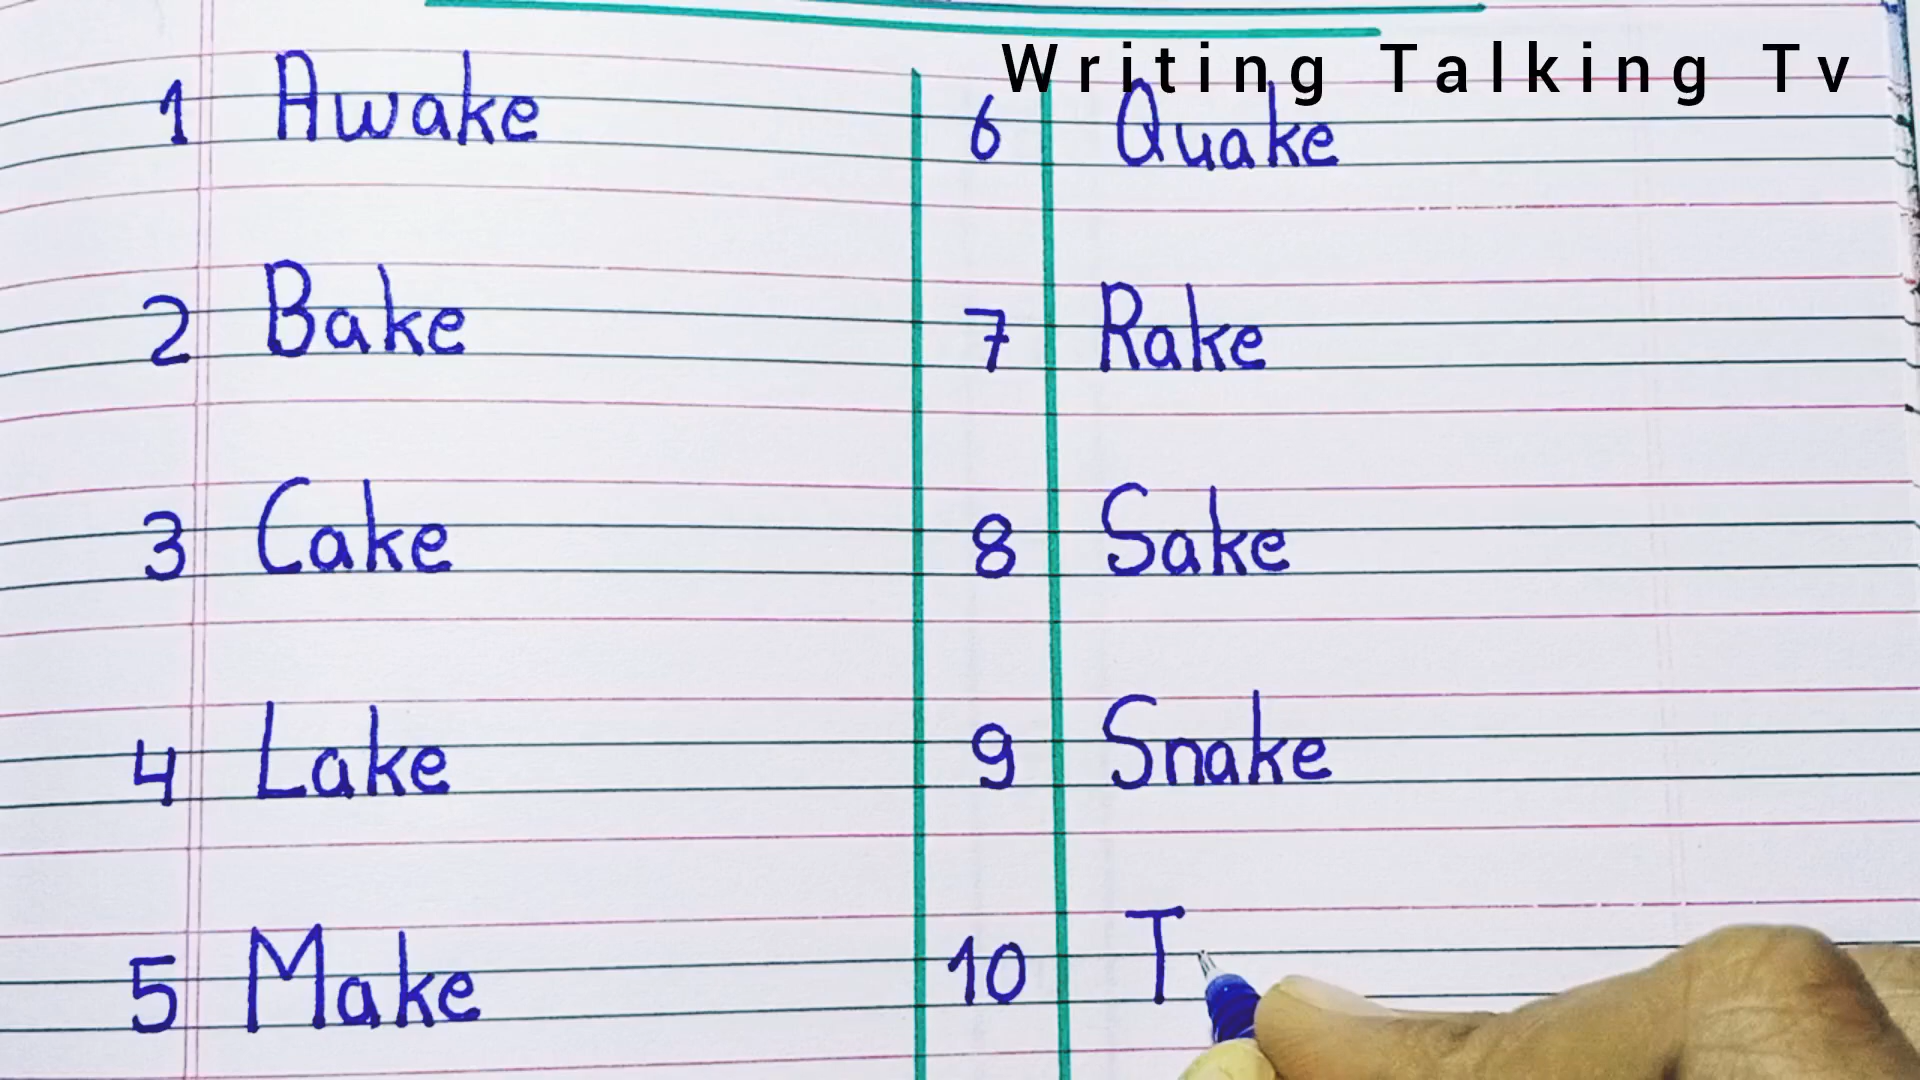 Writing Talking Tv
1 Awake
2 Bake
3 Cake
4 Lake
5 Make
6 Quake
7 Rake
8 Sake
9 Snake
10 T